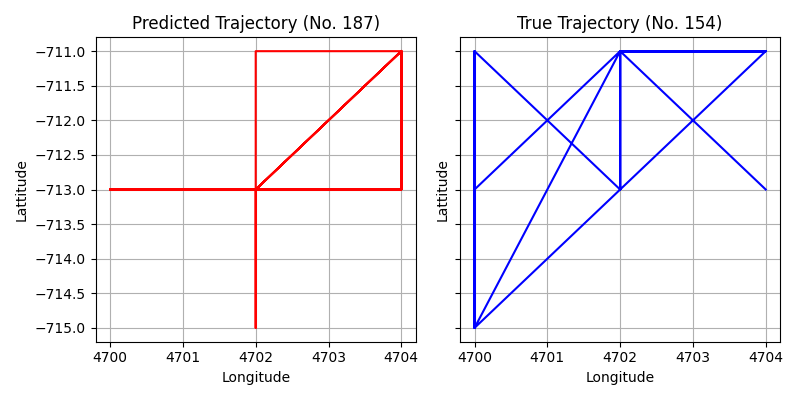 Predicted Trajectory (No. 187)
True Trajectory (No. 154)
−711.0
−711.5
−712.0
−712.5
−713.0
−713.5
−714.0
−714.5
−715.0
Lattitude
Lattitude
4700 4701 4702 4703 4704
4700 4701 4702 4703 4704
Longitude
Longitude